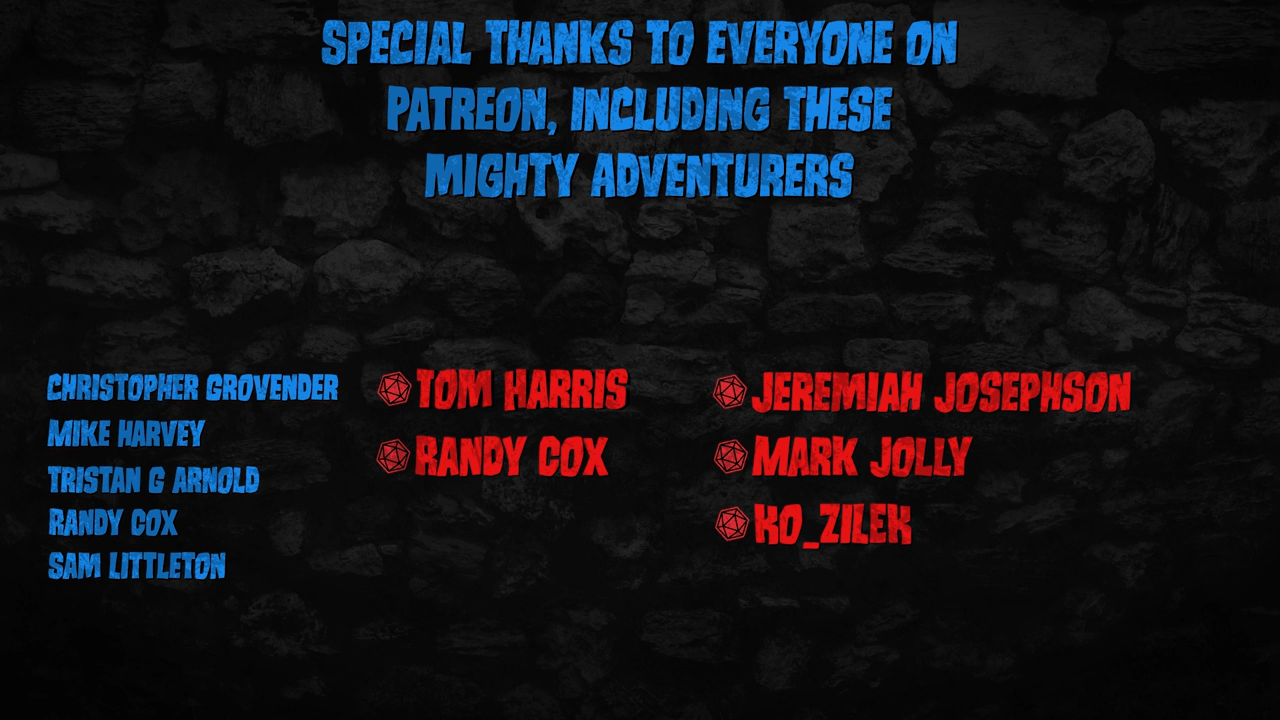 SPECIAL THANKS TO EVERYONE ON
PATREON, INCLUDING THESE
MIGHTY ADVENTURERS
CHRISTOPHER GROVENDER
MIKE HARVEY
TRISTAN G ARNOLD
RANDY COX
SAM LITTLETON
TOM HARRIS
RANDY COX
JEREMIAH JOSEPHSON
MARK JOLLY
KO_ZILEK